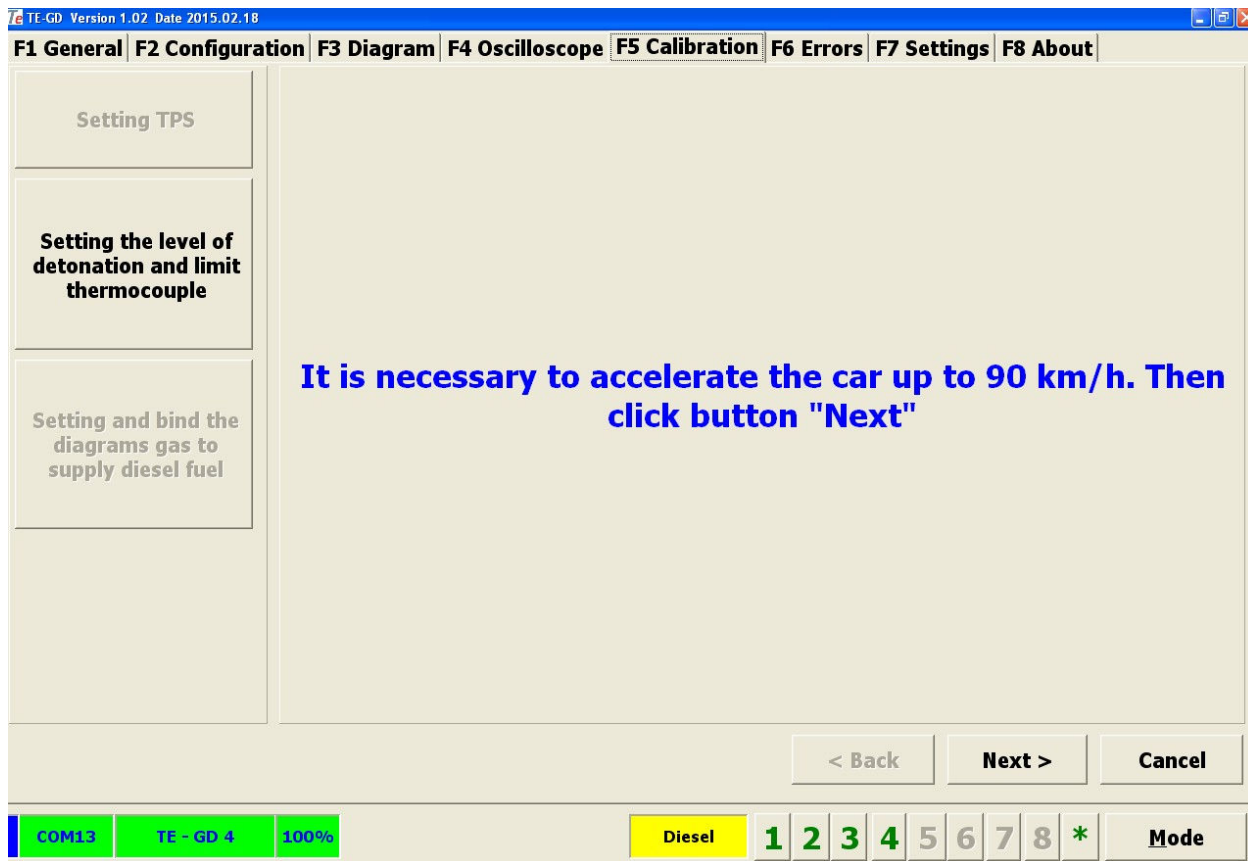 Te TE-GD Version 1.02 Date 2015.02.18
F1 General F2 Configuration F3 Diagram F4 Oscilloscope F5 Calibration F6 Errors F7 Settings F8 About
Setting TPS
Setting the level of
detonation and limit
thermocouple
Setting and bind the
diagrams gas to
supply diesel fuel
It is necessary to accelerate the car up to 90 km/h. Then
click button "Next"
< Back Next > Cancel
COM13 TE - GD 4 100% Diesel 1 2 3 4 5 6 7 8 * Mode